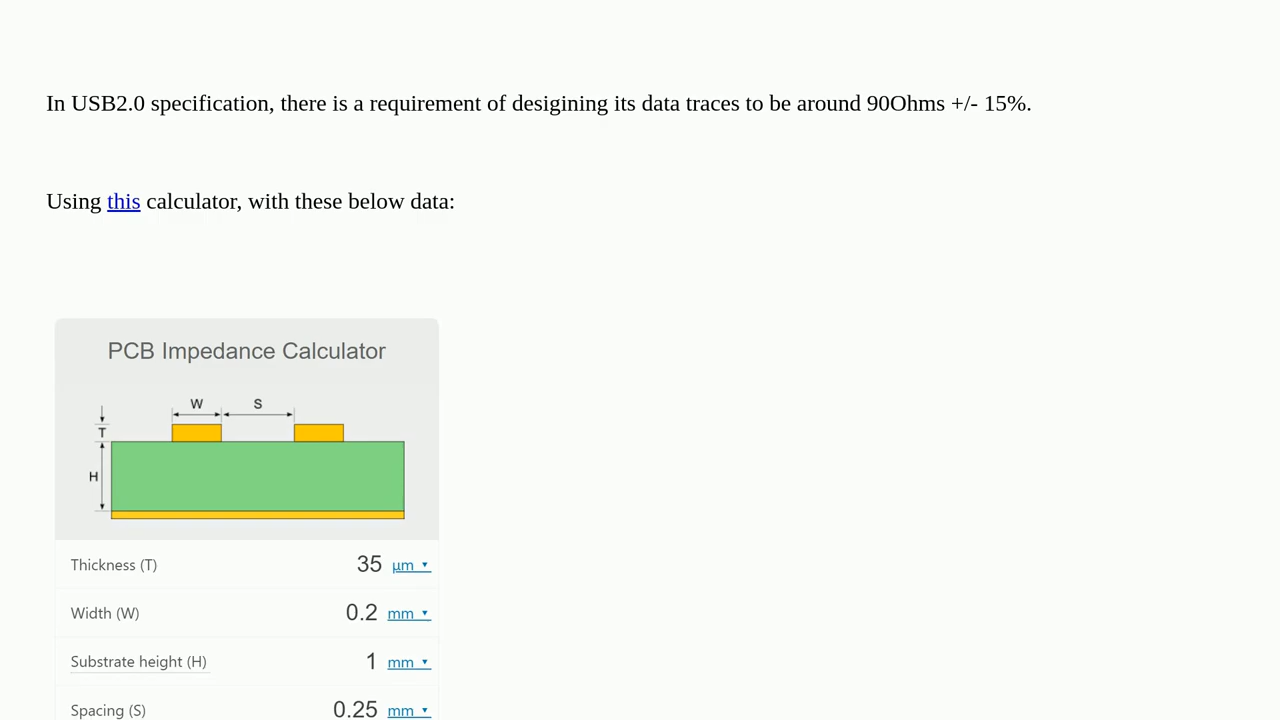 In USB2.0 specification, there is a requirement of desigining its data traces to be around 90Ohms +/- 15%.
Using this calculator, with these below data:
PCB Impedance Calculator
W S
T
H
Thickness (T) 35 µm
Width (W) 0.2 mm
Substrate height (H) 1 mm
Spacing (S) 0.25 mm